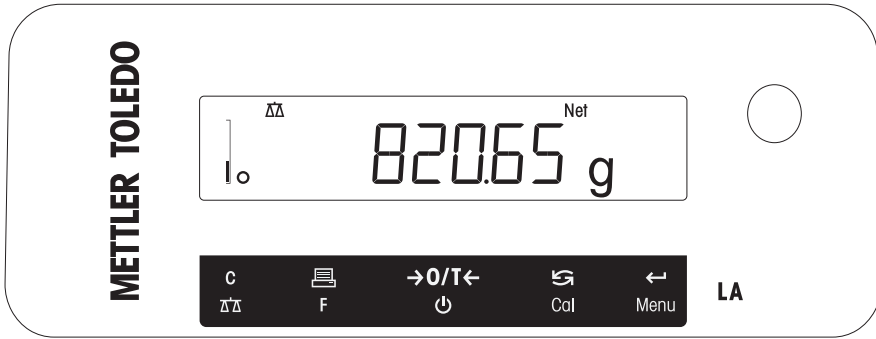 METTLER TOLEDO
Net
820.65 g
C →0/T←
F Cal Menu
LA